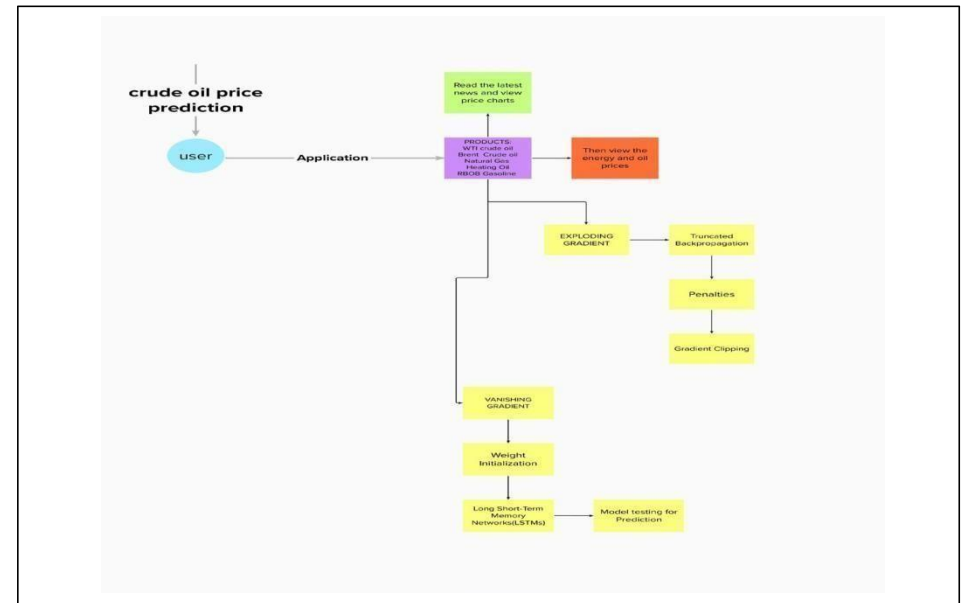 crude oil price
prediction
user
Application
Read the latest
news and view
price charts
PRODUCTS:
WTI crude oil
Brent Crude oil
Natural Gas
Heating Oil
RBOB Gasoline
Then view the
energy and oil
prices
EXPLODING
GRADIENT
Truncated
Backpropagation
Penalties
Gradient Clipping
VANISHING
GRADIENT
Weight
Initialization
Long Short-Term
Memory
Networks(LSTMs)
Model testing for
Prediction